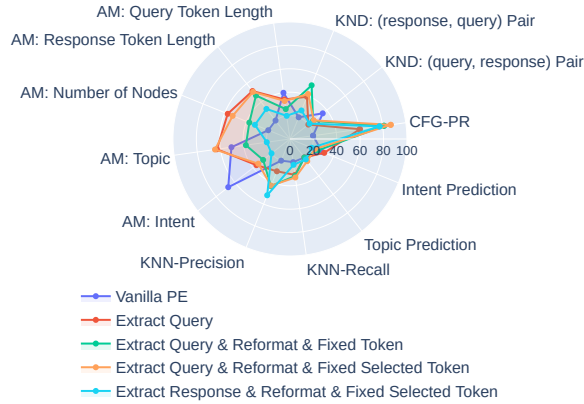 AM: Query Token Length
KND: (response, query) Pair
AM: Response Token Length
KND: (query, response) Pair
AM: Number of Nodes
CFG-PR
0 20 40 60 80 100
AM: Topic
Intent Prediction
AM: Intent
Topic Prediction
KNN-Precision
KNN-Recall
Vanilla PE
Extract Query
Extract Query & Reformat & Fixed Token
Extract Query & Reformat & Fixed Selected Token
Extract Response & Reformat & Fixed Selected Token